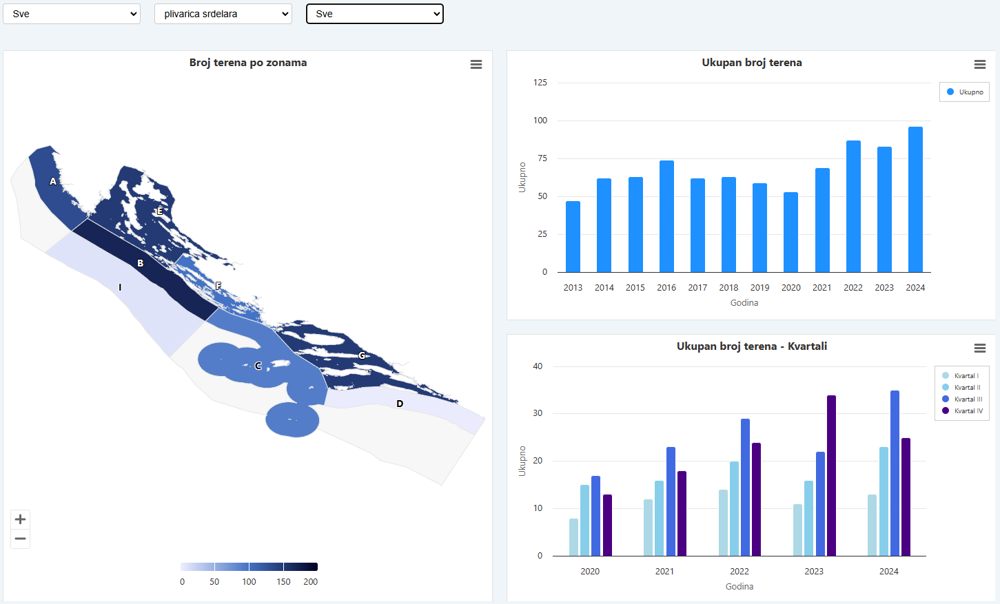 Sve
plivarica srdelara
Sve
Broj terena po zonama
A
E
B
I
F
C
G
D
+
−
0 50 100 150 200
Ukupan broj terena
125
100
75
50
25
0
Ukupno
2013 2014 2015 2016 2017 2018 2019 2020 2021 2022 2023 2024
Godina
Ukupno
Ukupan broj terena - Kvartali
40
30
20
10
0
Ukupno
2020 2021 2022 2023 2024
Godina
Kvartal I
Kvartal II
Kvartal III
Kvartal IV